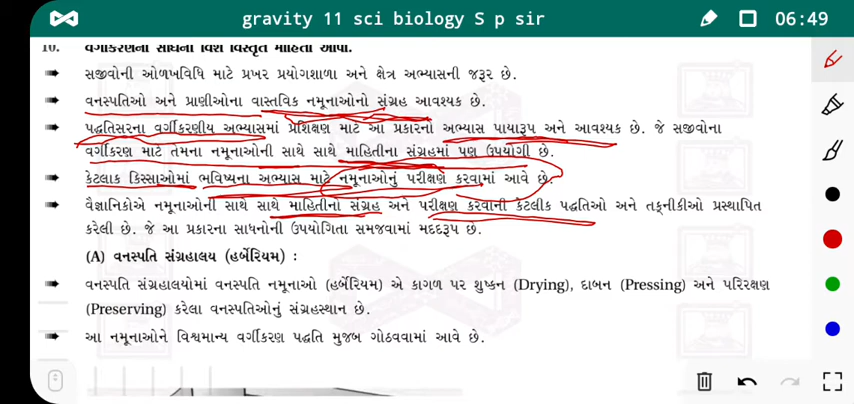 gravity 11 sci biology S p sir
06:49
10. વર્ગીકરણના સાધનો વિશે વિસ્તૃત માહિતી આપો.
સજીવોની ઓળખવિધિ માટે પ્રખર પ્રયોગશાળા અને ક્ષેત્ર અભ્યાસની જરૂર છે.
વનસ્પતિઓ અને પ્રાણીઓના વાસ્તવિક નમૂનાઓનો સંગ્રહ આવશ્યક છે.
પદ્ધતિસરના વર્ગીકરણીય અભ્યાસમાં પ્રશિક્ષણ માટે આ પ્રકારનો અભ્યાસ પાયારૂપ અને આવશ્યક છે. જે સજીવોના
વર્ગીકરણ માટે તેમના નમૂનાઓની સાથે સાથે માહિતીના સંગ્રહમાં પણ ઉપયોગી છે.
કેટલાક કિસ્સાઓમાં ભવિષ્યના અભ્યાસ માટે નમૂનાઓનું પરીક્ષણ કરવામાં આવે છે.
વૈજ્ઞાનિકોએ નમૂનાઓની સાથે સાથે માહિતીનો સંગ્રહ અને પરીક્ષણ કરવાની કેટલીક પદ્ધતિઓ અને તક્નીકીઓ પ્રસ્થાપિત
કરેલી છે. જે આ પ્રકારના સાધનોની ઉપયોગિતા સમજવામાં મદદરૂપ છે.
(A) વનસ્પતિ સંગ્રહાલય (હર્બેરિયમ) :
વનસ્પતિ સંગ્રહાલયોમાં વનસ્પતિ નમૂનાઓ (હર્બેરિયમ) એ કાગળ પર શુષ્કન (Drying), દાબન (Pressing) અને પરિરક્ષણ
(Preserving) કરેલા વનસ્પતિઓનું સંગ્રહસ્થાન છે.
આ નમૂનાઓને વિશ્વમાન્ય વર્ગીકરણ પદ્ધતિ મુજબ ગોઠવવામાં આવે છે.